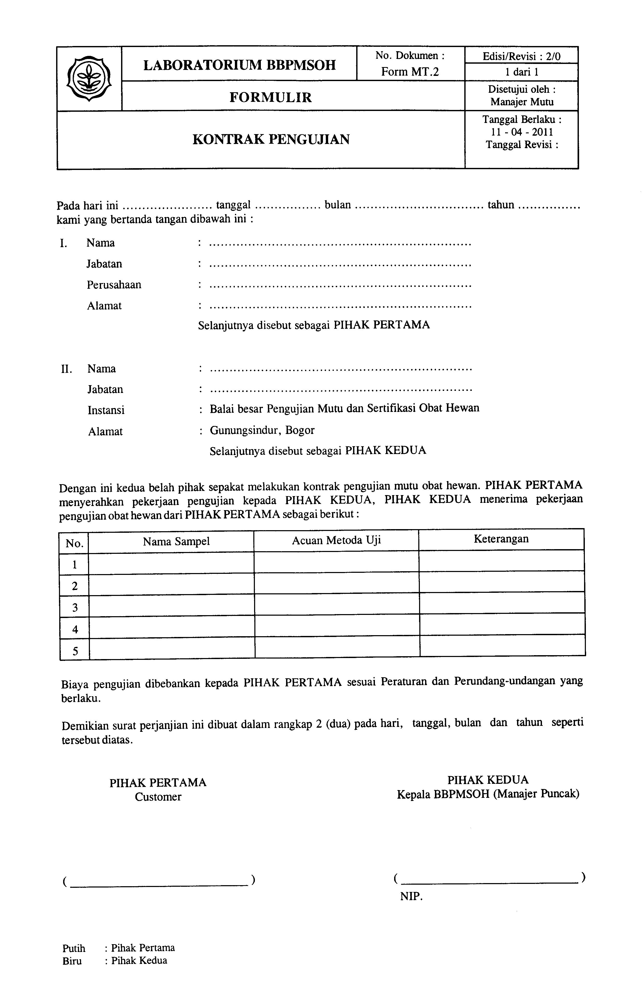 LABORATORIUM BBPMSOH
No. Dokumen :
Form MT.2
Edisi/Revisi : 2/0
1 dari 1
FORMULIR
Disetujui oleh :
Manajer Mutu
KONTRAK PENGUJIAN
Tanggal Berlaku :
11 - 04 - 2011
Tanggal Revisi :
Pada hari ini ....................... tanggal ................. bulan ................................. tahun ................
kami yang bertanda tangan dibawah ini :
I. Nama : ...................................................................
Jabatan : ...................................................................
Perusahaan : ...................................................................
Alamat : ...................................................................
Selanjutnya disebut sebagai PIHAK PERTAMA
II. Nama : ...................................................................
Jabatan : ...................................................................
Instansi : Balai besar Pengujian Mutu dan Sertifikasi Obat Hewan
Alamat : Gunungsindur, Bogor
Selanjutnya disebut sebagai PIHAK KEDUA
Dengan ini kedua belah pihak sepakat melakukan kontrak pengujian mutu obat hewan. PIHAK PERTAMA
menyerahkan pekerjaan pengujian kepada PIHAK KEDUA, PIHAK KEDUA menerima pekerjaan
pengujian obat hewan dari PIHAK PERTAMA sebagai berikut :
No. Nama Sampel Acuan Metoda Uji Keterangan
1
2
3
4
5
Biaya pengujian dibebankan kepada PIHAK PERTAMA sesuai Peraturan dan Perundang-undangan yang
berlaku.
Demikian surat perjanjian ini dibuat dalam rangkap 2 (dua) pada hari, tanggal, bulan dan tahun seperti
tersebut diatas.
PIHAK PERTAMA
Customer
PIHAK KEDUA
Kepala BBPMSOH (Manajer Puncak)
( ______________________________ )
( ______________________________ )
NIP.
Putih : Pihak Pertama
Biru : Pihak Kedua